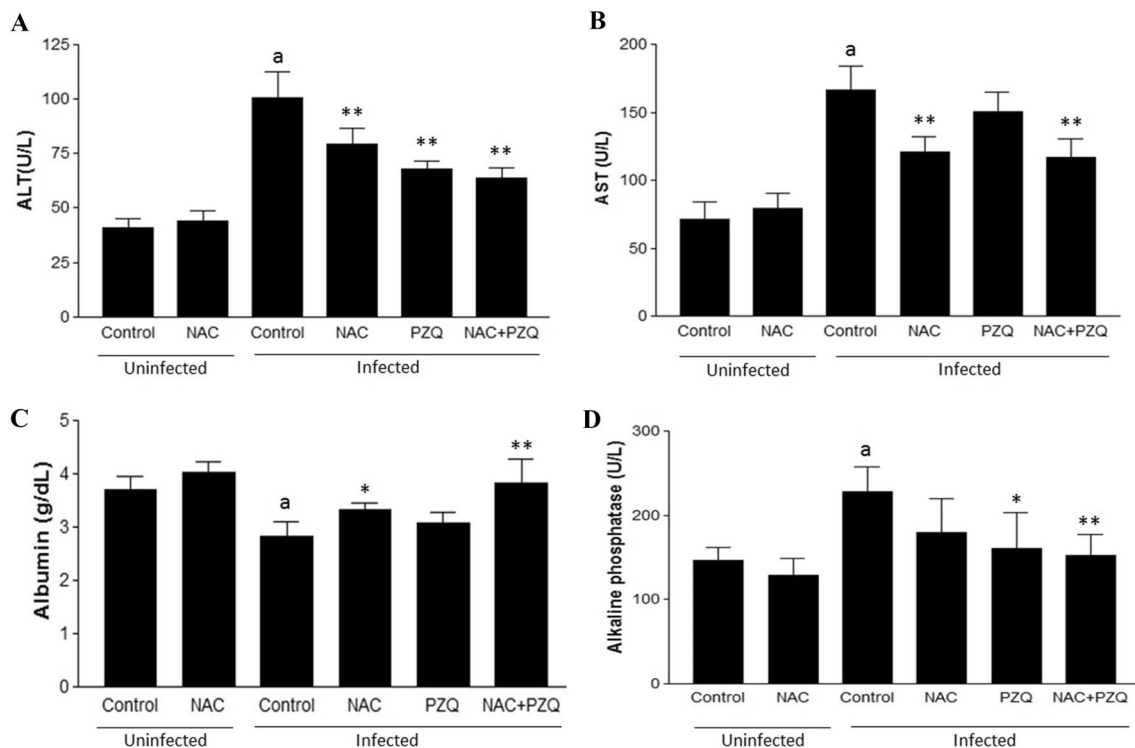 A
ALT(U/L)
125
100
75
50
25
0
a
**
**
**
Control NAC Control NAC PZQ NAC+PZQ
Uninfected Infected
B
AST (U/L)
200
150
100
50
0
a
**
**
Control NAC Control NAC PZQ NAC+PZQ
Uninfected Infected
C
Albumin (g/dL)
5
4
3
2
1
0
a
*
**
Control NAC Control NAC PZQ NAC+PZQ
Uninfected Infected
D
Alkaline phosphatase (U/L)
300
200
100
0
a
*
**
Control NAC Control NAC PZQ NAC+PZQ
Uninfected Infected